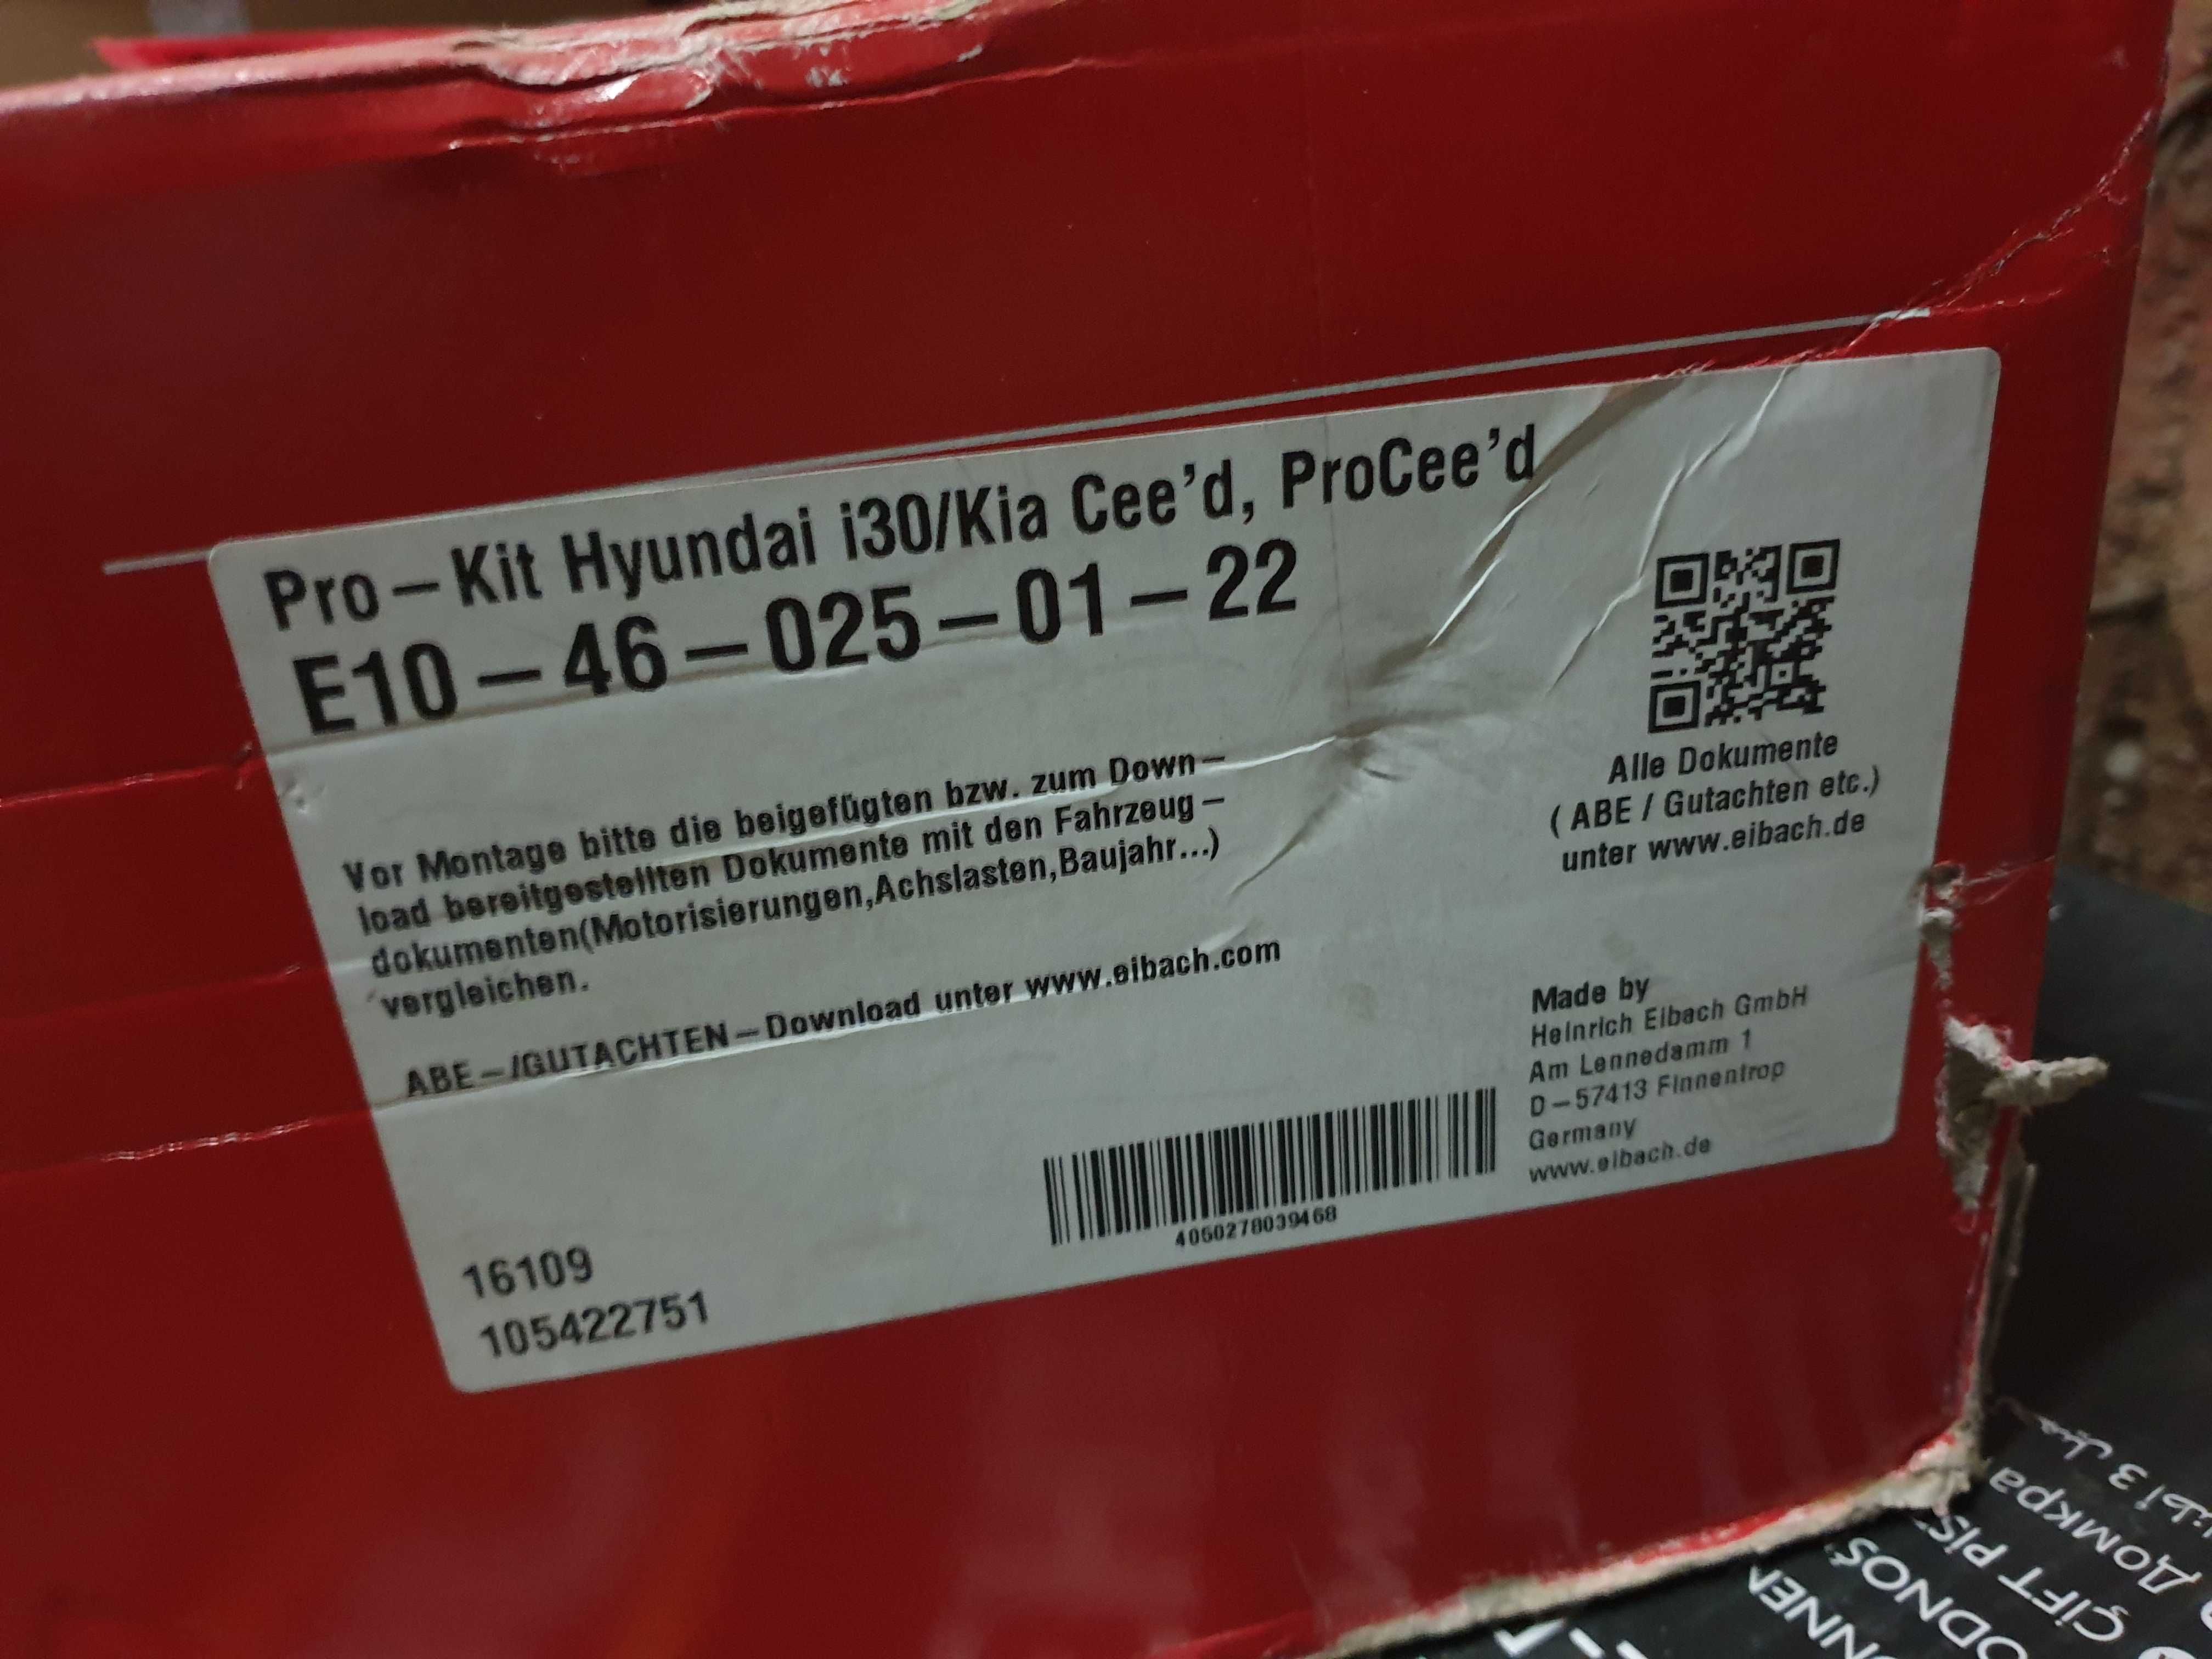 Pro-Kit Hyundai i30/Kia Cee'd, ProCee'd
E10-46-025-01-22
Vor Montage bitte die beigefügten bzw. zum Down-
load bereitgestellten Dokumente mit den Fahrzeug-
dokumenten(Motorisierungen,Achslasten,Baujahr...)
vergleichen.
ABE-/GUTACHTEN-Download unter www.eibach.com
Alle Dokumente
( ABE / Gutachten etc.)
unter www.eibach.de
Made by
Heinrich Eibach GmbH
Am Lennedamm 1
D-57413 Finnentrop
Germany
www.eibach.de
4050278039468
16109
105422751
ÇİFT PİS